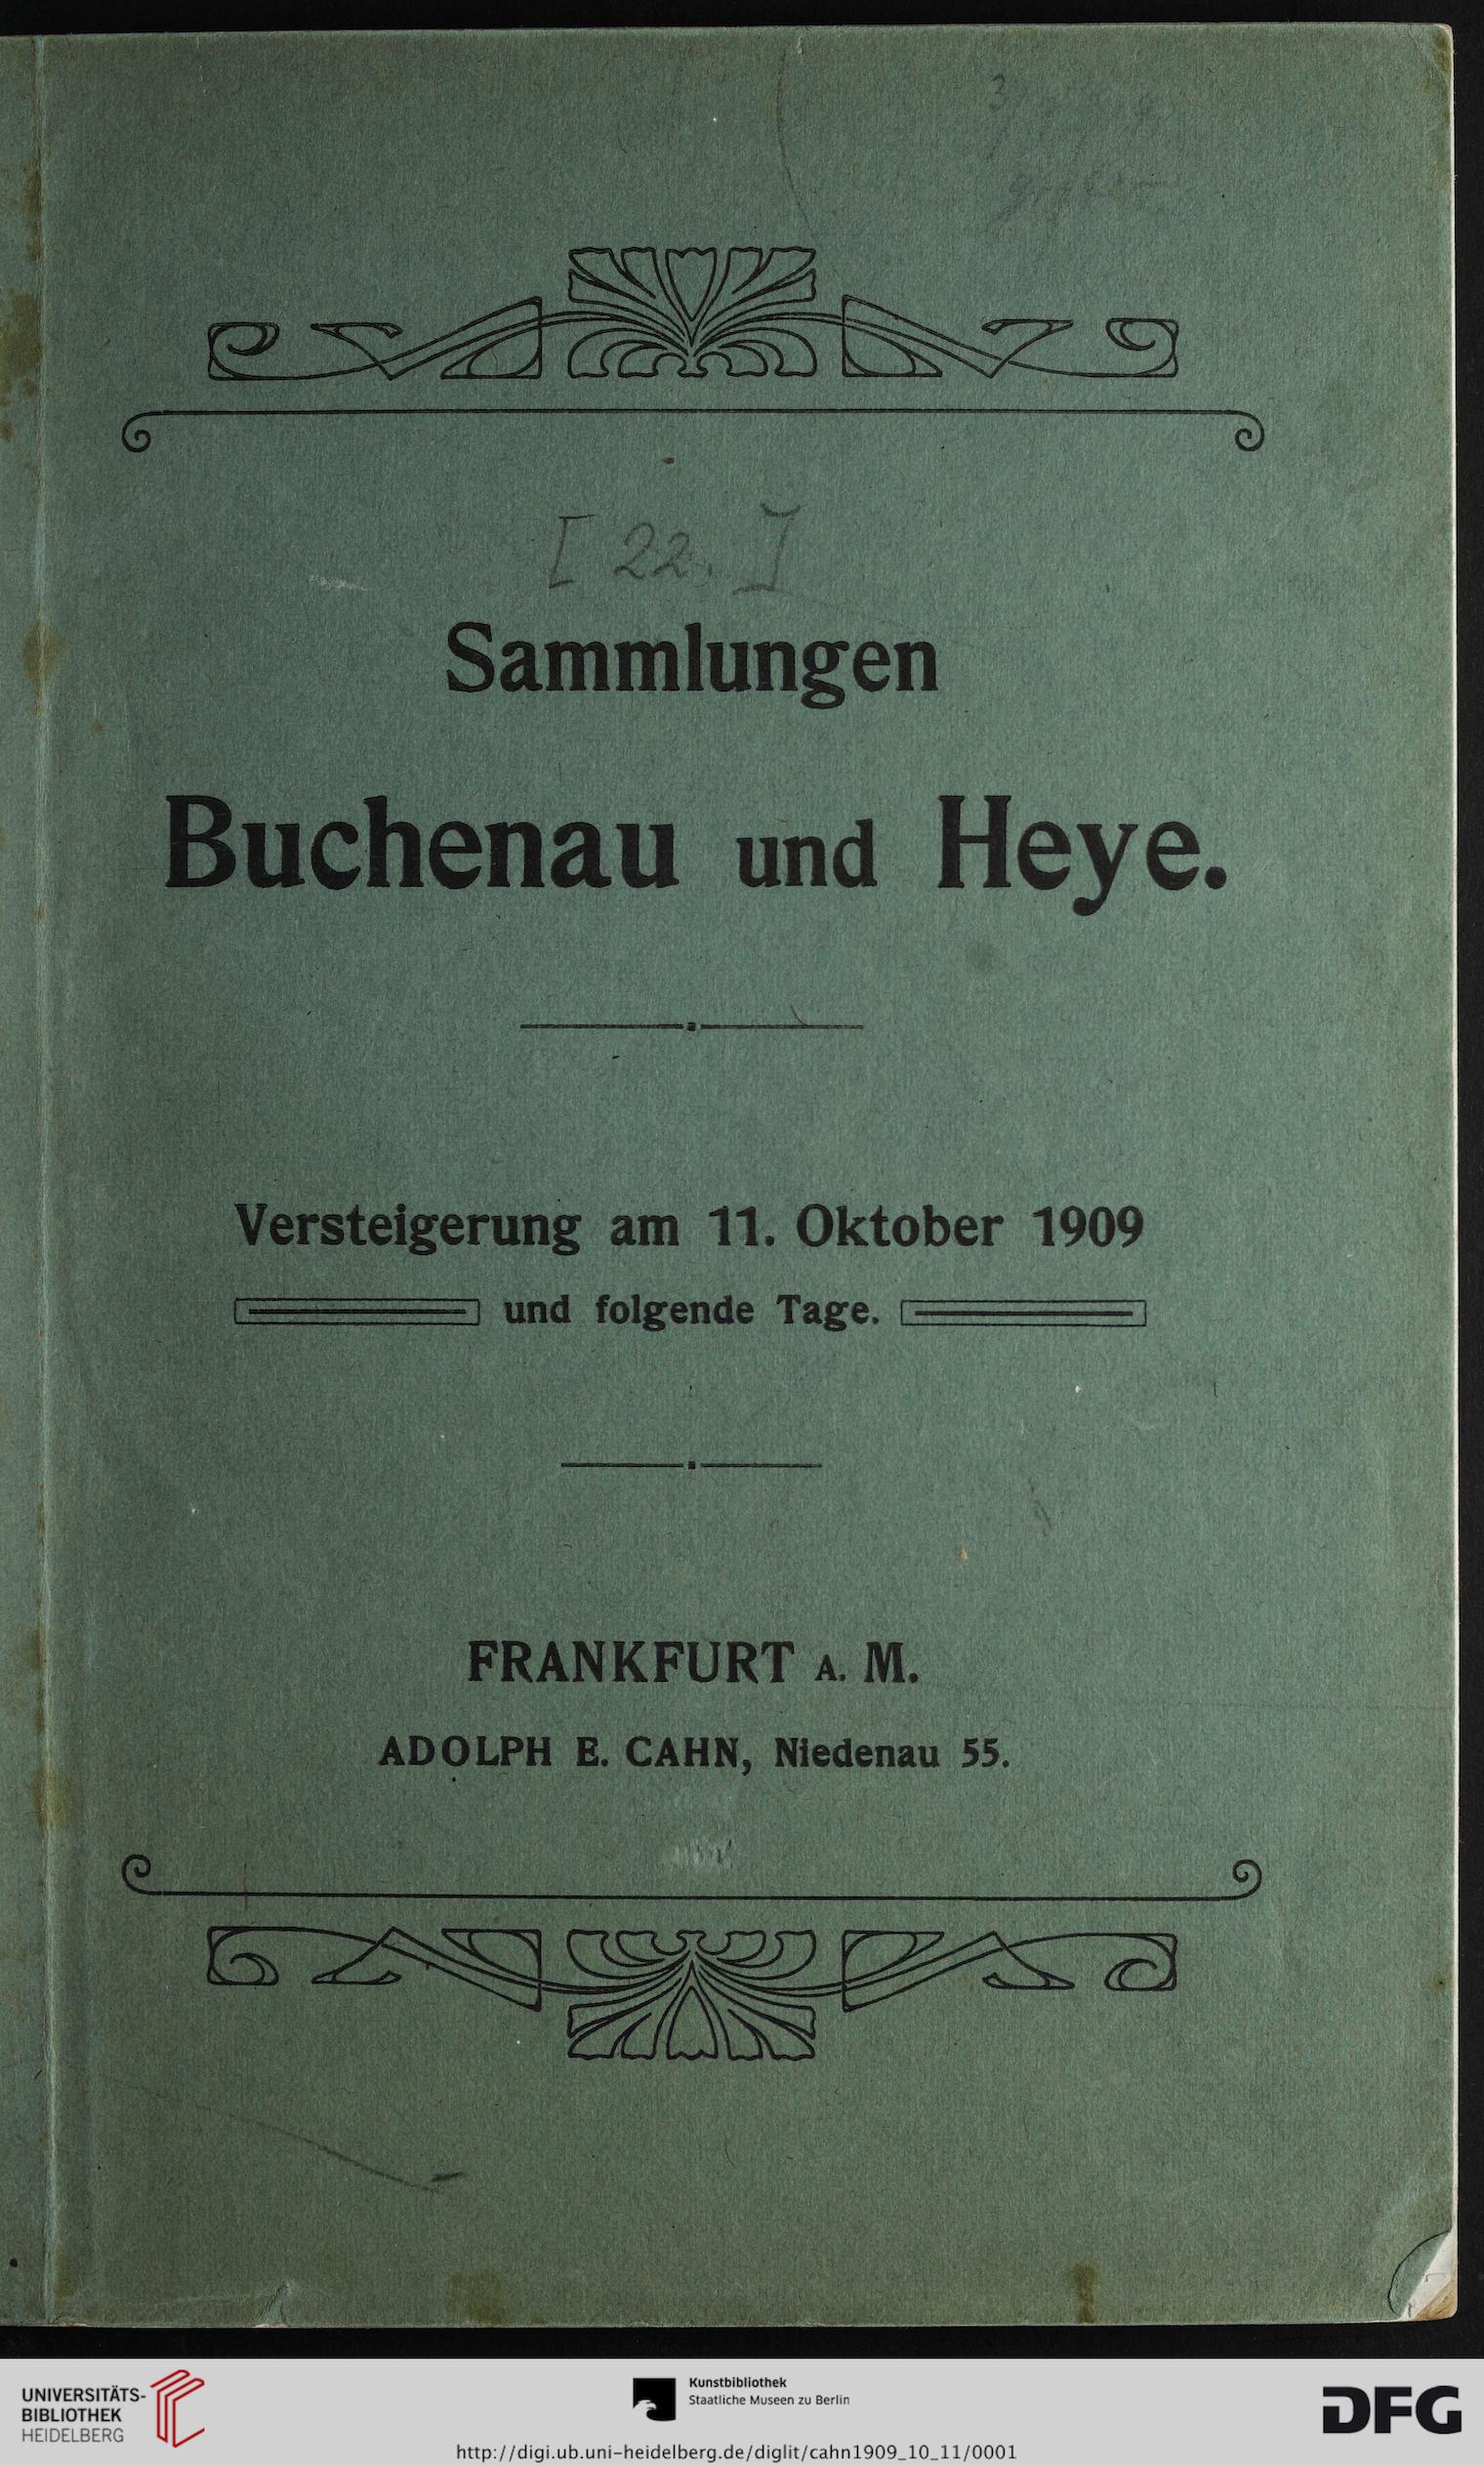 [ 22. ]
Sammlungen
Buchenau und Heye.
Versteigerung am 11. Oktober 1909
und folgende Tage.
FRANKFURT A. M.
ADOLPH E. CAHN, Niedenau 55.
UNIVERSITÄTS-
BIBLIOTHEK
HEIDELBERG
Kunstbibliothek
Staatliche Museen zu Berlin
DFG
http://digi.ub.uni-heidelberg.de/diglit/cahn1909_10_11/0001